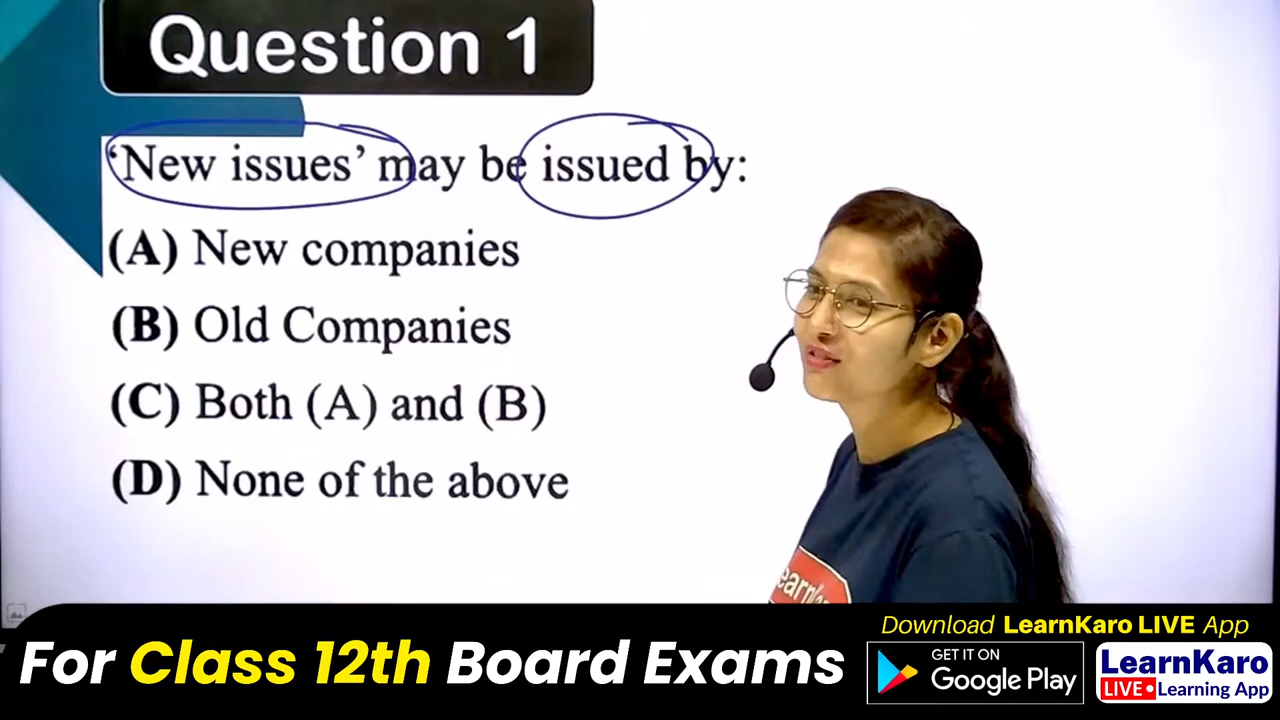 Question 1
‘New issues’ may be issued by:
(A) New companies
(B) Old Companies
(C) Both (A) and (B)
(D) None of the above
For Class 12th Board Exams
Download LearnKaro LIVE App
GET IT ON
Google Play
LearnKaro
LIVE Learning App